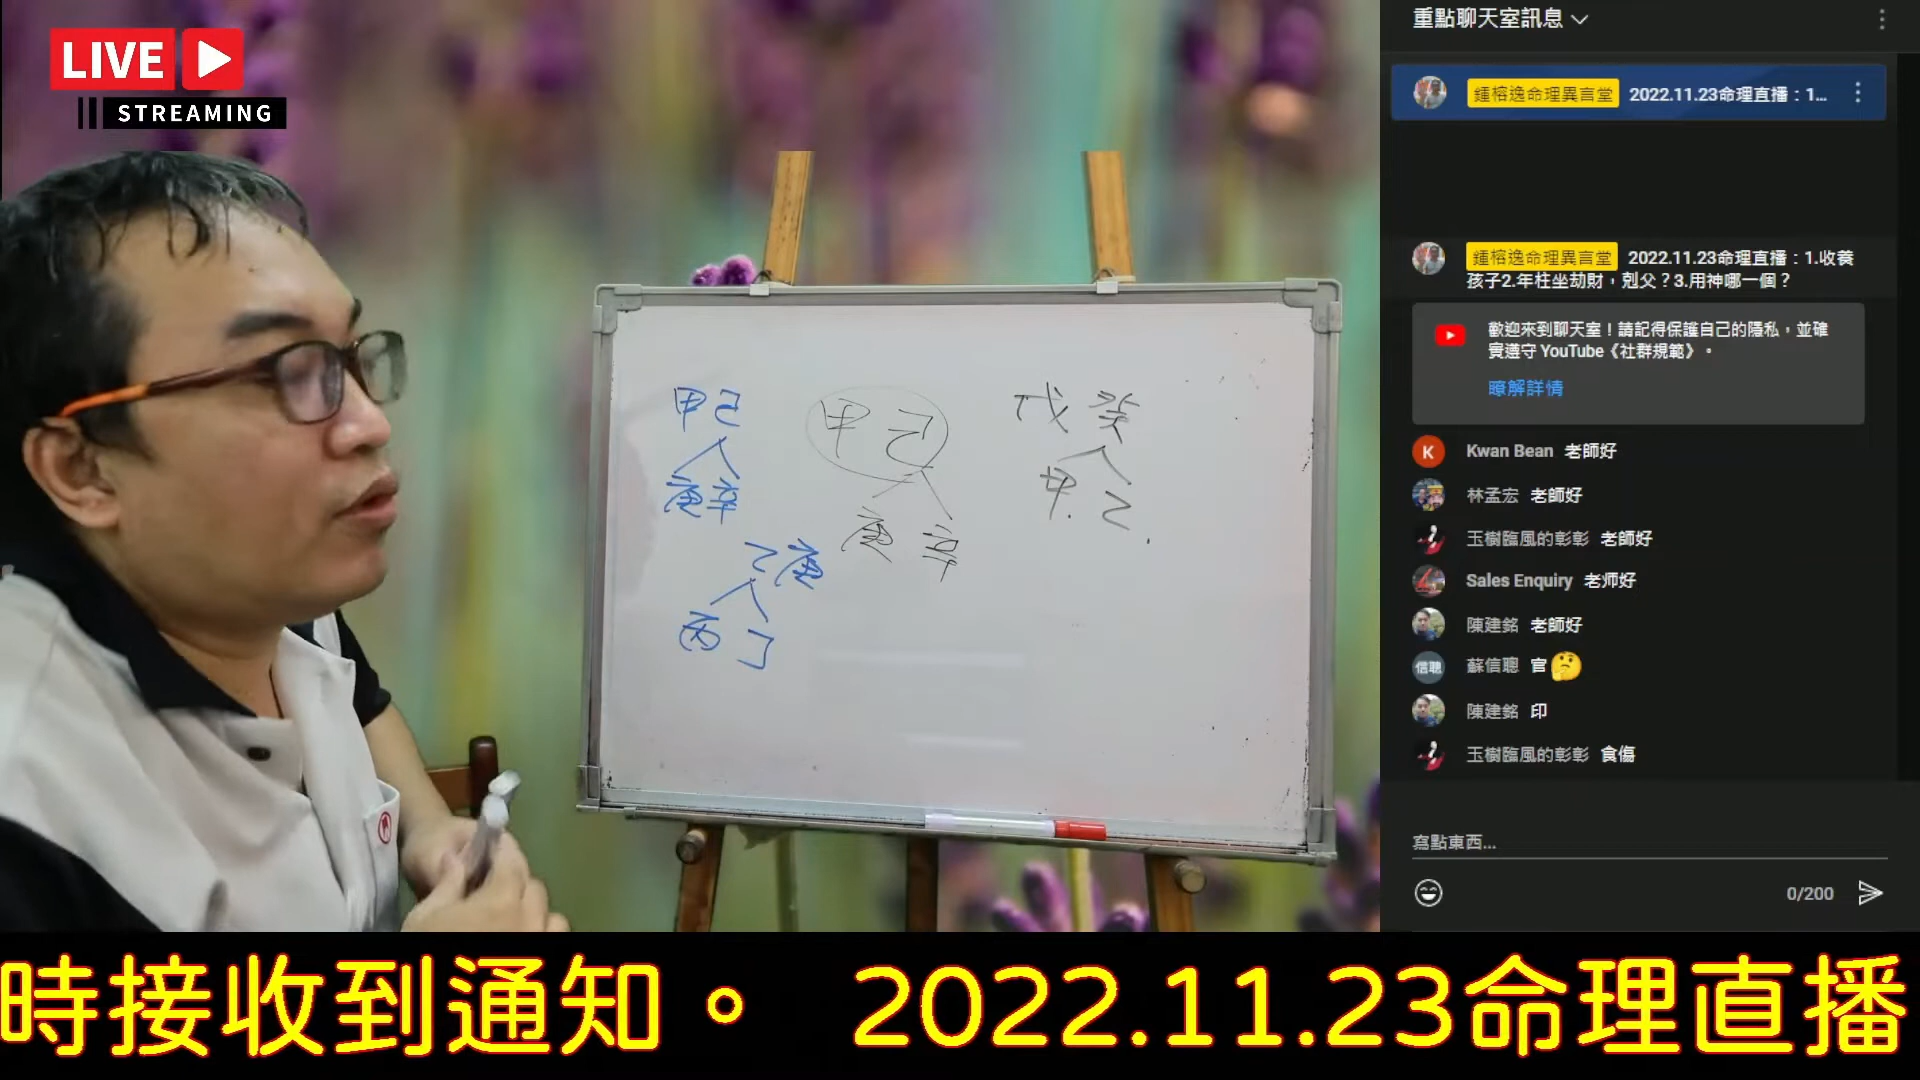 LIVE
STREAMING
甲己
庚辛
乙庚
丙丁
甲己
庚辛
戊癸
甲.乙.
重點聊天室訊息
鍾榕逸命理異言堂 2022.11.23命理直播：1...
鍾榕逸命理異言堂 2022.11.23命理直播：1.收養
孩子2.年柱坐劫財，剋父？3.用神哪一個？
歡迎來到聊天室！請記得保護自己的隱私，並確
實遵守 YouTube《社群規範》。
瞭解詳情
K Kwan Bean 老師好
林孟宏 老師好
玉樹臨風的彰彰 老師好
Sales Enquiry 老师好
陳建銘 老師好
信聰 蘇信聰 官🤔
陳建銘 印
玉樹臨風的彰彰 食傷
寫點東西...
0/200
時接收到通知。 2022.11.23命理直播